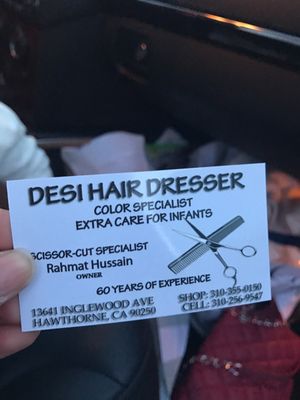 DESI HAIR DRESSER
COLOR SPECIALIST
EXTRA CARE FOR INFANTS
SCISSOR-CUT SPECIALIST
Rahmat Hussain
OWNER
60 YEARS OF EXPERIENCE
13641 INGLEWOOD AVE
HAWTHORNE, CA 90250
SHOP: 310-355-0150
CELL: 310-256-9547